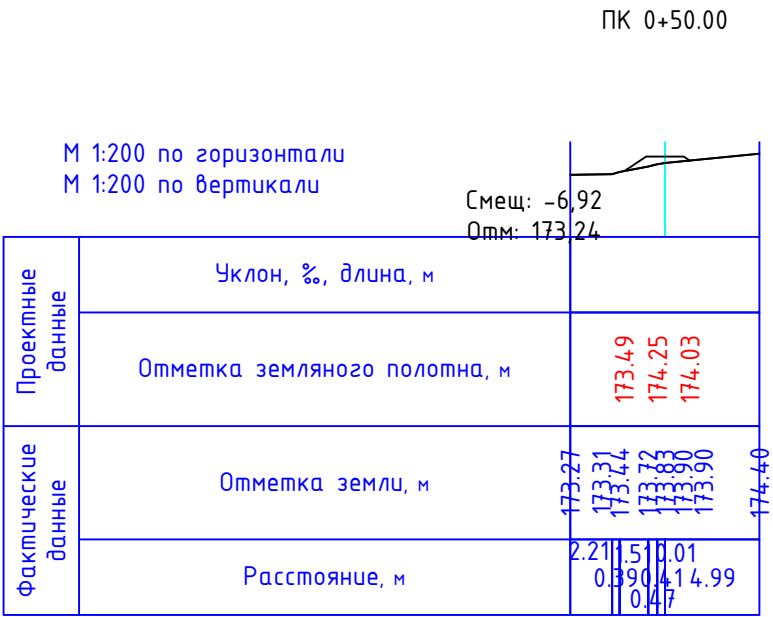 ПК 0+50.00
М 1:200 по горизонтали
М 1:200 по вертикали
Смещ: -6,92
Отм: 173,24
Проектные
данные
Уклон, ‰, длина, м
Отметка земляного полотна, м
173.49
174.25
174.03
Фактические
данные
Отметка земли, м
173.27
173.31
173.44
173.72
173.83
173.90
173.90
174.40
Расстояние, м
2.21
0.39
1.51
0.47
0.41
0.01
4.99